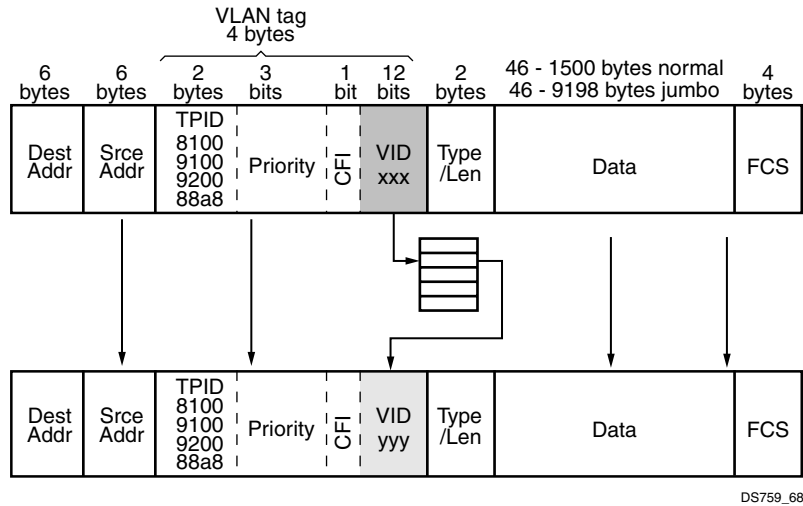 VLAN tag
4 bytes
6 bytes
6 bytes
2 bytes
3 bits
1 bit
12 bits
2 bytes
46 - 1500 bytes normal
46 - 9198 bytes jumbo
4 bytes
Dest Addr
Srce Addr
TPID
8100
9100
9200
88a8
Priority
CFI
VID
xxx
Type /Len
Data
FCS
Dest Addr
Srce Addr
TPID
8100
9100
9200
88a8
Priority
CFI
VID
yyy
Type /Len
Data
FCS
DS759_68